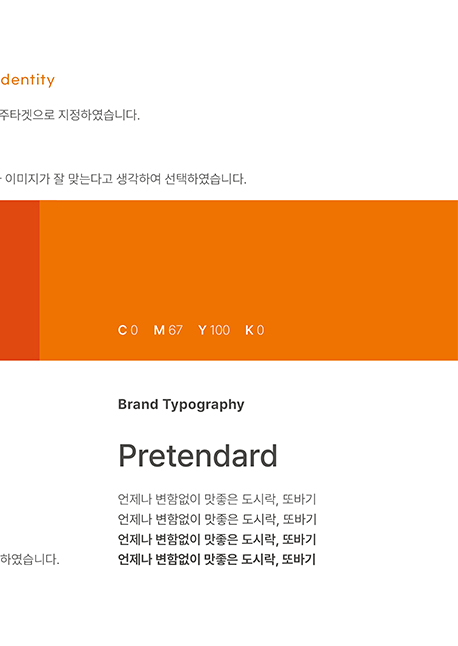 dentity
주타겟으로 지정하였습니다.
이미지가 잘 맞는다고 생각하여 선택하였습니다.
C 0 M 67 Y 100 K 0
Brand Typography
Pretendard
언제나 변함없이 맛좋은 도시락, 또바기
언제나 변함없이 맛좋은 도시락, 또바기
언제나 변함없이 맛좋은 도시락, 또바기
하였습니다.
언제나 변함없이 맛좋은 도시락, 또바기